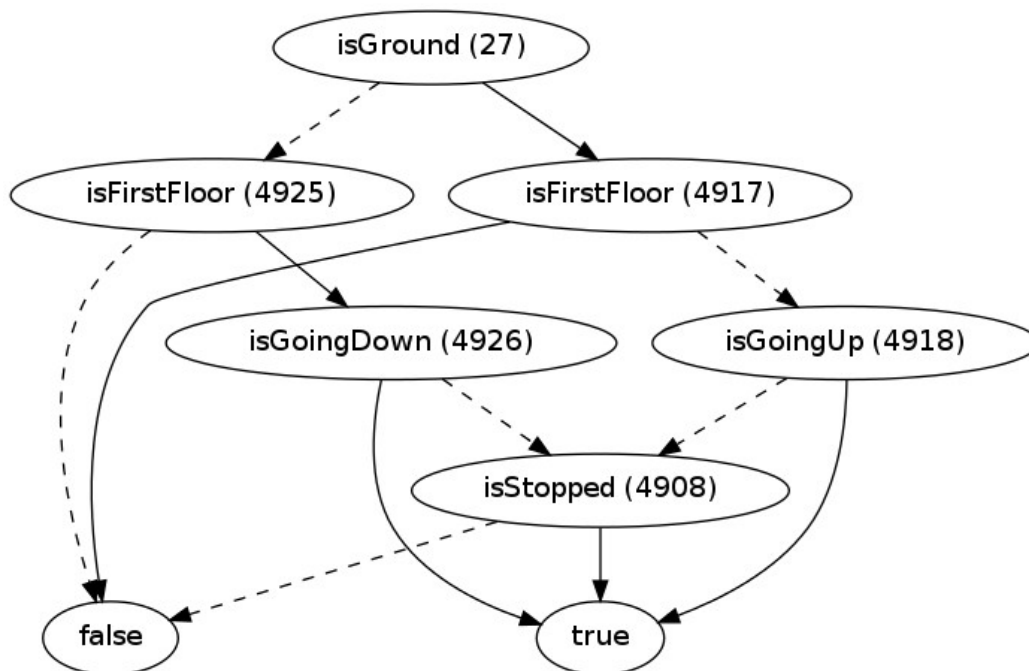 isGround (27)
isFirstFloor (4925)
isFirstFloor (4917)
isGoingDown (4926)
isGoingUp (4918)
isStopped (4908)
false
true